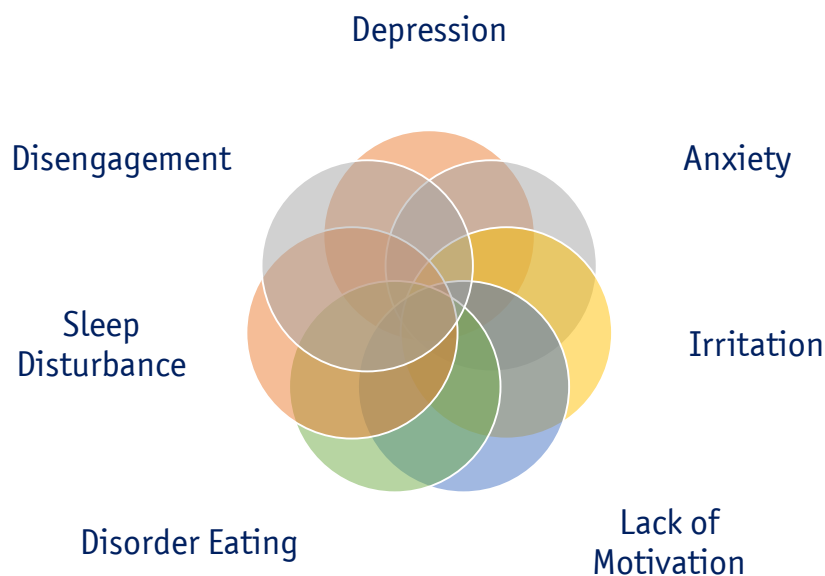 Depression
Disengagement
Anxiety
Sleep
Disturbance
Irritation
Disorder Eating
Lack of
Motivation